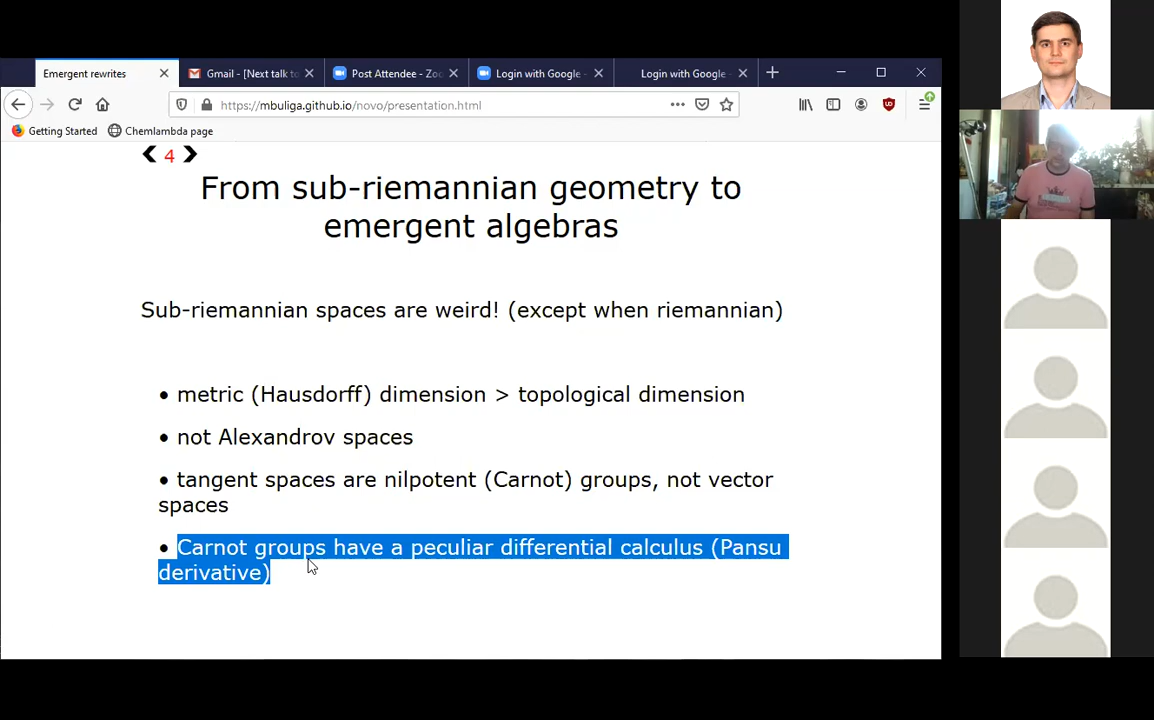 Emergent rewrites
Gmail - [Next talk to
Post Attendee - Zoo
Login with Google -
Login with Google -
https://mbuliga.github.io/novo/presentation.html
Getting Started
Chemlambda page
4
From sub-riemannian geometry to
emergent algebras
Sub-riemannian spaces are weird! (except when riemannian)
• metric (Hausdorff) dimension > topological dimension
• not Alexandrov spaces
• tangent spaces are nilpotent (Carnot) groups, not vector
spaces
• Carnot groups have a peculiar differential calculus (Pansu
derivative)